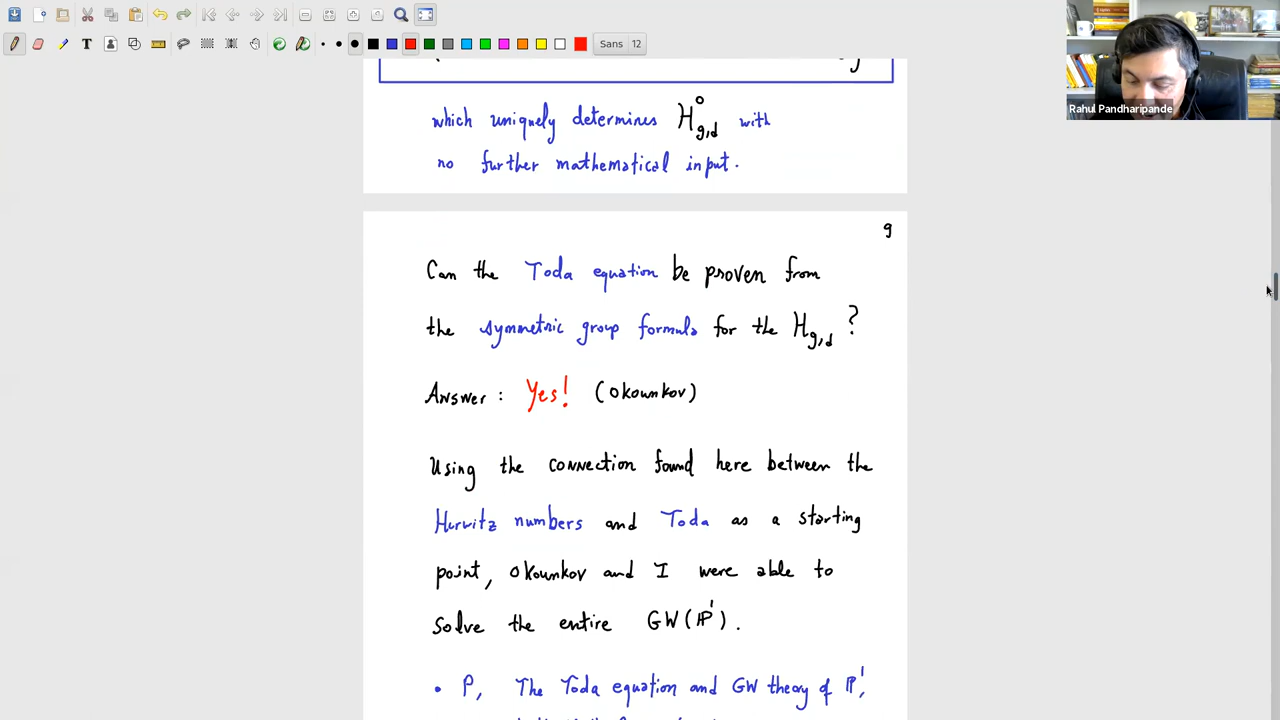 Sans 12
Rahul Pandharipande
which uniquely determines H°g,d with
no further mathematical input.
9
Can the Toda equation be proven from
the symmetric group formula for the Hg,d ?
Answer : Yes! (Okounkov)
Using the connection found here between the
Hurwitz numbers and Toda as a starting
point, Okounkov and I were able to
solve the entire GW(ℙ¹).
• P, The Toda equation and GW theory of ℙ¹,